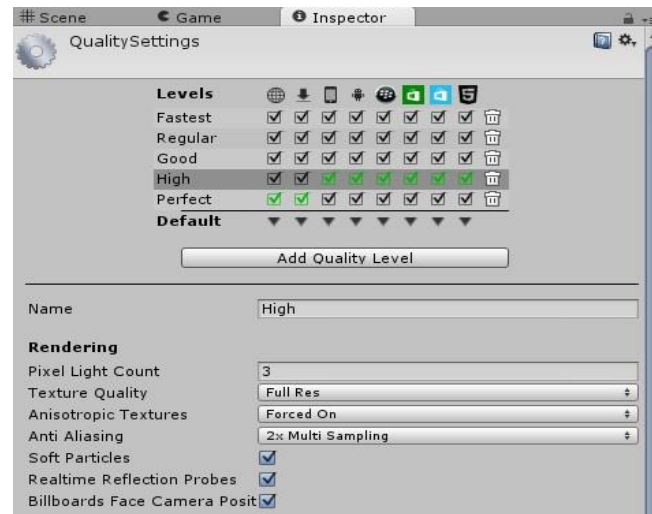 Scene Game Inspector
QualitySettings
Levels
Fastest
Regular
Good
High
Perfect
Default
Add Quality Level
Name High
Rendering
Pixel Light Count 3
Texture Quality Full Res
Anisotropic Textures Forced On
Anti Aliasing 2x Multi Sampling
Soft Particles
Realtime Reflection Probes
Billboards Face Camera Posit